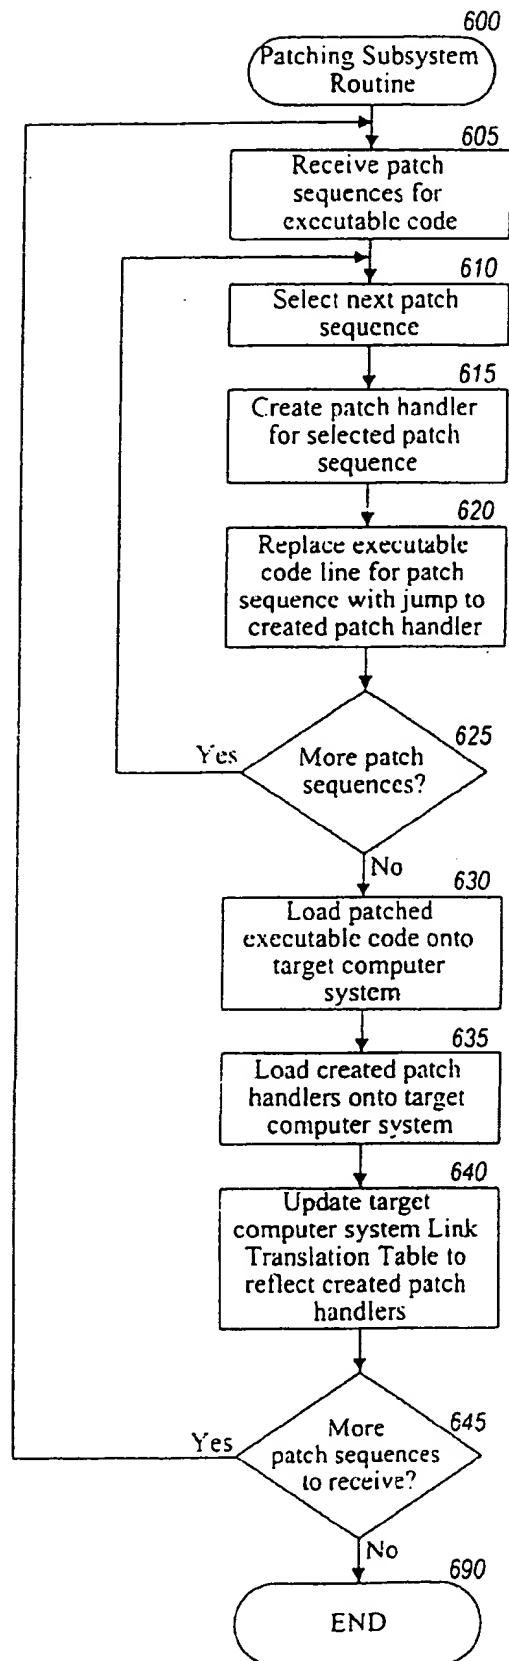 600
Patching Subsystem
Routine
605
Receive patch
sequences for
executable code
610
Select next patch
sequence
615
Create patch handler
for selected patch
sequence
620
Replace executable
code line for patch
sequence with jump to
created patch handler
625
Yes
More patch
sequences?
No
630
Load patched
executable code onto
target computer
system
635
Load created patch
handlers onto target
computer system
640
Update target
computer system Link
Translation Table to
reflect created patch
handlers
645
Yes
More
patch sequences
to receive?
No
690
END